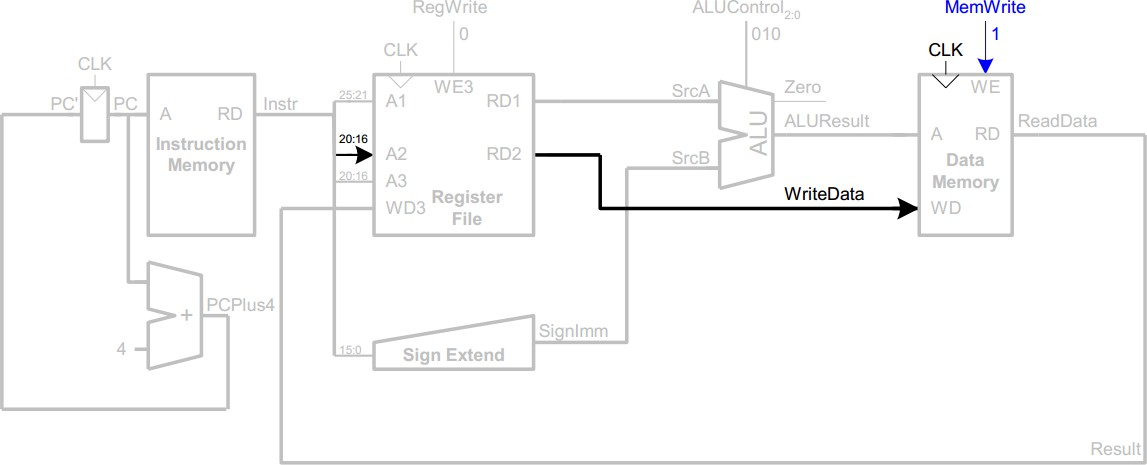 RegWrite
ALUControl2:0
MemWrite
0
010
1
CLK
CLK
CLK
PC'
PC
A
RD
Instr
Instruction
Memory
25:21
A1
WE3
RD1
20:16
A2
RD2
20:16
A3
WD3
Register
File
SrcA
SrcB
ALU
Zero
ALUResult
WriteData
WE
A
RD
Data
Memory
WD
ReadData
PCPlus4
+
4
15:0
Sign Extend
SignImm
Result